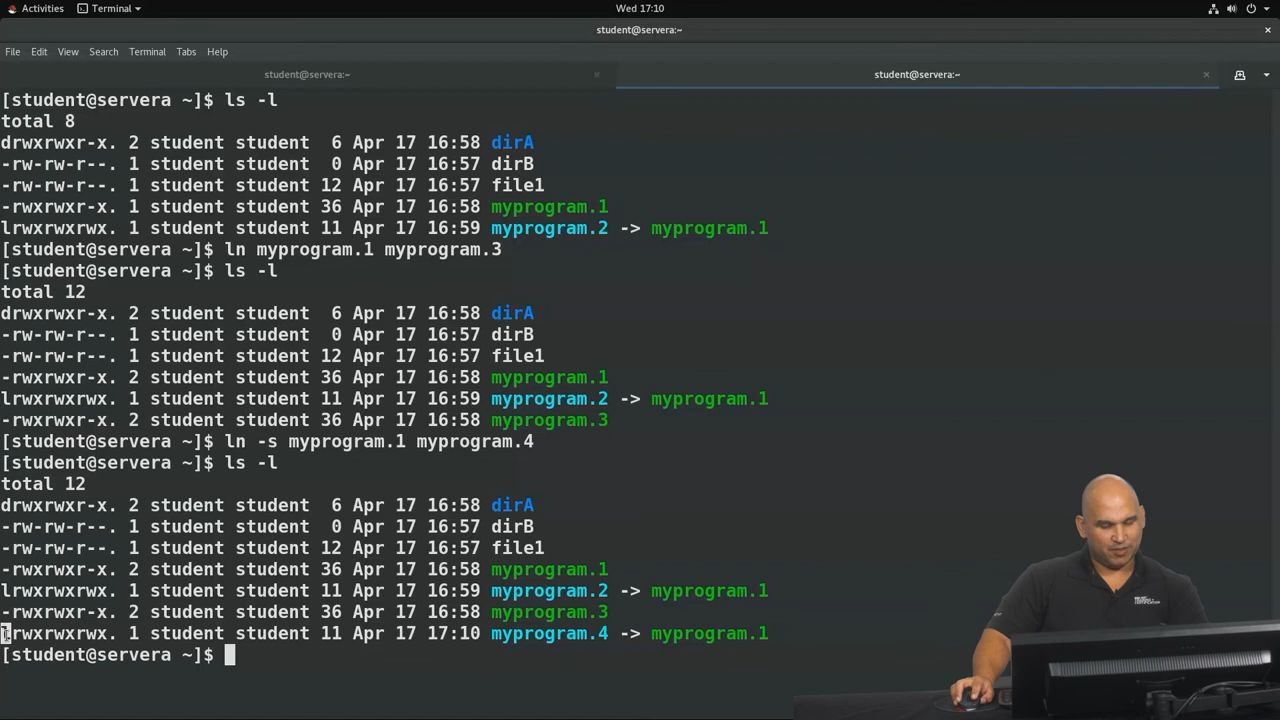 Activities Terminal Wed 17:10
student@servera:~
File Edit View Search Terminal Tabs Help
student@servera:~ student@servera:~
[student@servera ~]$ ls -l
total 8
drwxrwxr-x. 2 student student 6 Apr 17 16:58 dirA
-rw-rw-r--. 1 student student 0 Apr 17 16:57 dirB
-rw-rw-r--. 1 student student 12 Apr 17 16:57 file1
-rwxrwxr-x. 1 student student 36 Apr 17 16:58 myprogram.1
lrwxrwxrwx. 1 student student 11 Apr 17 16:59 myprogram.2 -> myprogram.1
[student@servera ~]$ ln myprogram.1 myprogram.3
[student@servera ~]$ ls -l
total 12
drwxrwxr-x. 2 student student 6 Apr 17 16:58 dirA
-rw-rw-r--. 1 student student 0 Apr 17 16:57 dirB
-rw-rw-r--. 1 student student 12 Apr 17 16:57 file1
-rwxrwxr-x. 2 student student 36 Apr 17 16:58 myprogram.1
lrwxrwxrwx. 1 student student 11 Apr 17 16:59 myprogram.2 -> myprogram.1
-rwxrwxr-x. 2 student student 36 Apr 17 16:58 myprogram.3
[student@servera ~]$ ln -s myprogram.1 myprogram.4
[student@servera ~]$ ls -l
total 12
drwxrwxr-x. 2 student student 6 Apr 17 16:58 dirA
-rw-rw-r--. 1 student student 0 Apr 17 16:57 dirB
-rw-rw-r--. 1 student student 12 Apr 17 16:57 file1
-rwxrwxr-x. 2 student student 36 Apr 17 16:58 myprogram.1
lrwxrwxrwx. 1 student student 11 Apr 17 16:59 myprogram.2 -> myprogram.1
-rwxrwxr-x. 2 student student 36 Apr 17 16:58 myprogram.3
lrwxrwxrwx. 1 student student 11 Apr 17 17:10 myprogram.4 -> myprogram.1
[student@servera ~]$